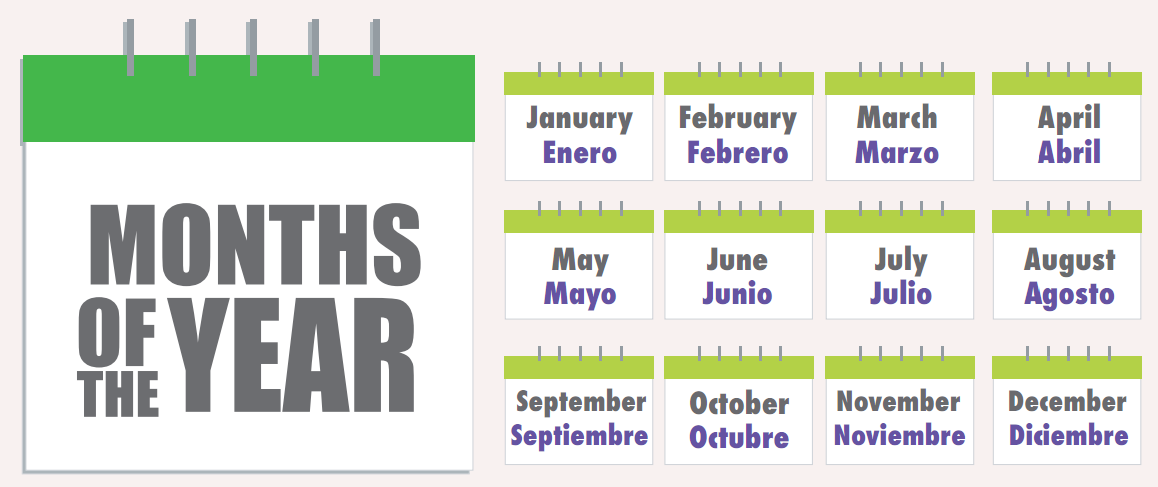 MONTHS
OF THE YEAR
January
Enero
February
Febrero
March
Marzo
April
Abril
May
Mayo
June
Junio
July
Julio
August
Agosto
September
Septiembre
October
Octubre
November
Noviembre
December
Diciembre